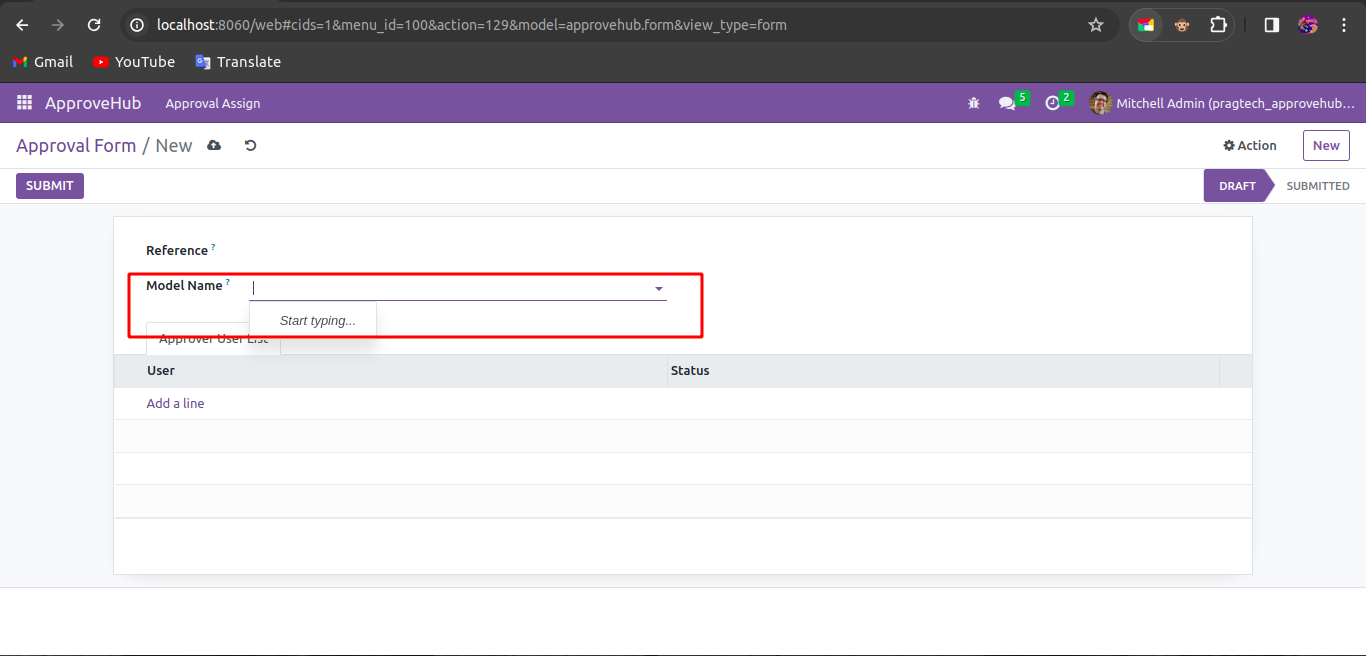 localhost:8060/web#cids=1&menu_id=100&action=129&model=approvehub.form&view_type=form
Gmail YouTube Translate
ApproveHub Approval Assign 5 2 Mitchell Admin (pragtech_approvehub...
Approval Form / New Action New
SUBMIT DRAFT SUBMITTED
Reference ?
Model Name ?
Start typing...
Approver User List
User Status
Add a line